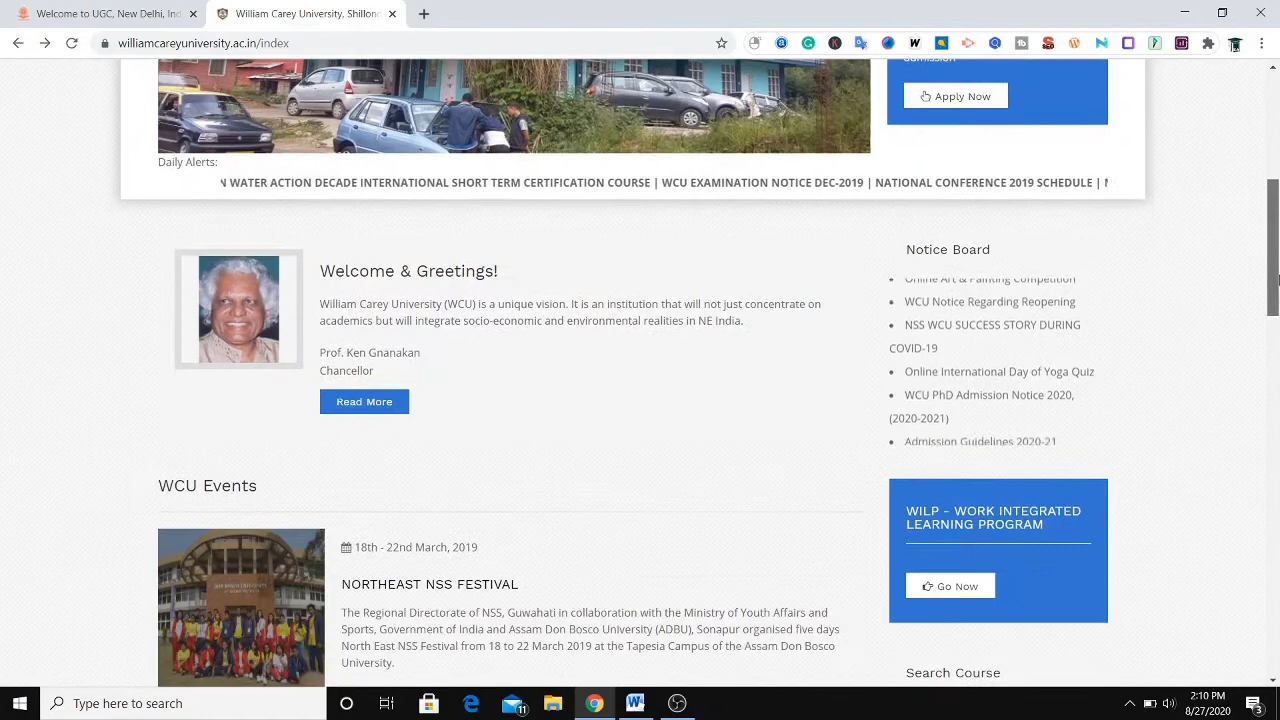 Welcome to UGC, New Delhi, Ind
William Carey University, Shillong
williamcareyuniversity.ac.in/index
Apply Now
Daily Alerts:
N WATER ACTION DECADE INTERNATIONAL SHORT TERM CERTIFICATION COURSE | WCU EXAMINATION NOTICE DEC-2019 | NATIONAL CONFERENCE 2019 SCHEDULE |
Welcome & Greetings!
William Carey University (WCU) is a unique vision. It is an institution that will not just concentrate on
academics but will integrate socio-economic and environmental realities in NE India.
Prof. Ken Gnanakan
Chancellor
Read More
Notice Board
Online Art & Painting Competition
WCU Notice Regarding Reopening
NSS WCU SUCCESS STORY DURING
COVID-19
Online International Day of Yoga Quiz
WCU PhD Admission Notice 2020,
(2020-2021)
Admission Guidelines 2020-21
WILP - WORK INTEGRATED
LEARNING PROGRAM
Go Now
Search Course
WCU Events
18th - 22nd March, 2019
NORTHEAST NSS FESTIVAL
The Regional Directorate of NSS, Guwahati in collaboration with the Ministry of Youth Affairs and
Sports, Government of India and Assam Don Bosco University (ADBU), Sonapur organised five days
North East NSS Festival from 18 to 22 March 2019 at the Tapesia Campus of the Assam Don Bosco
University.
Type here to search
11
2:10 PM
8/27/2020
3